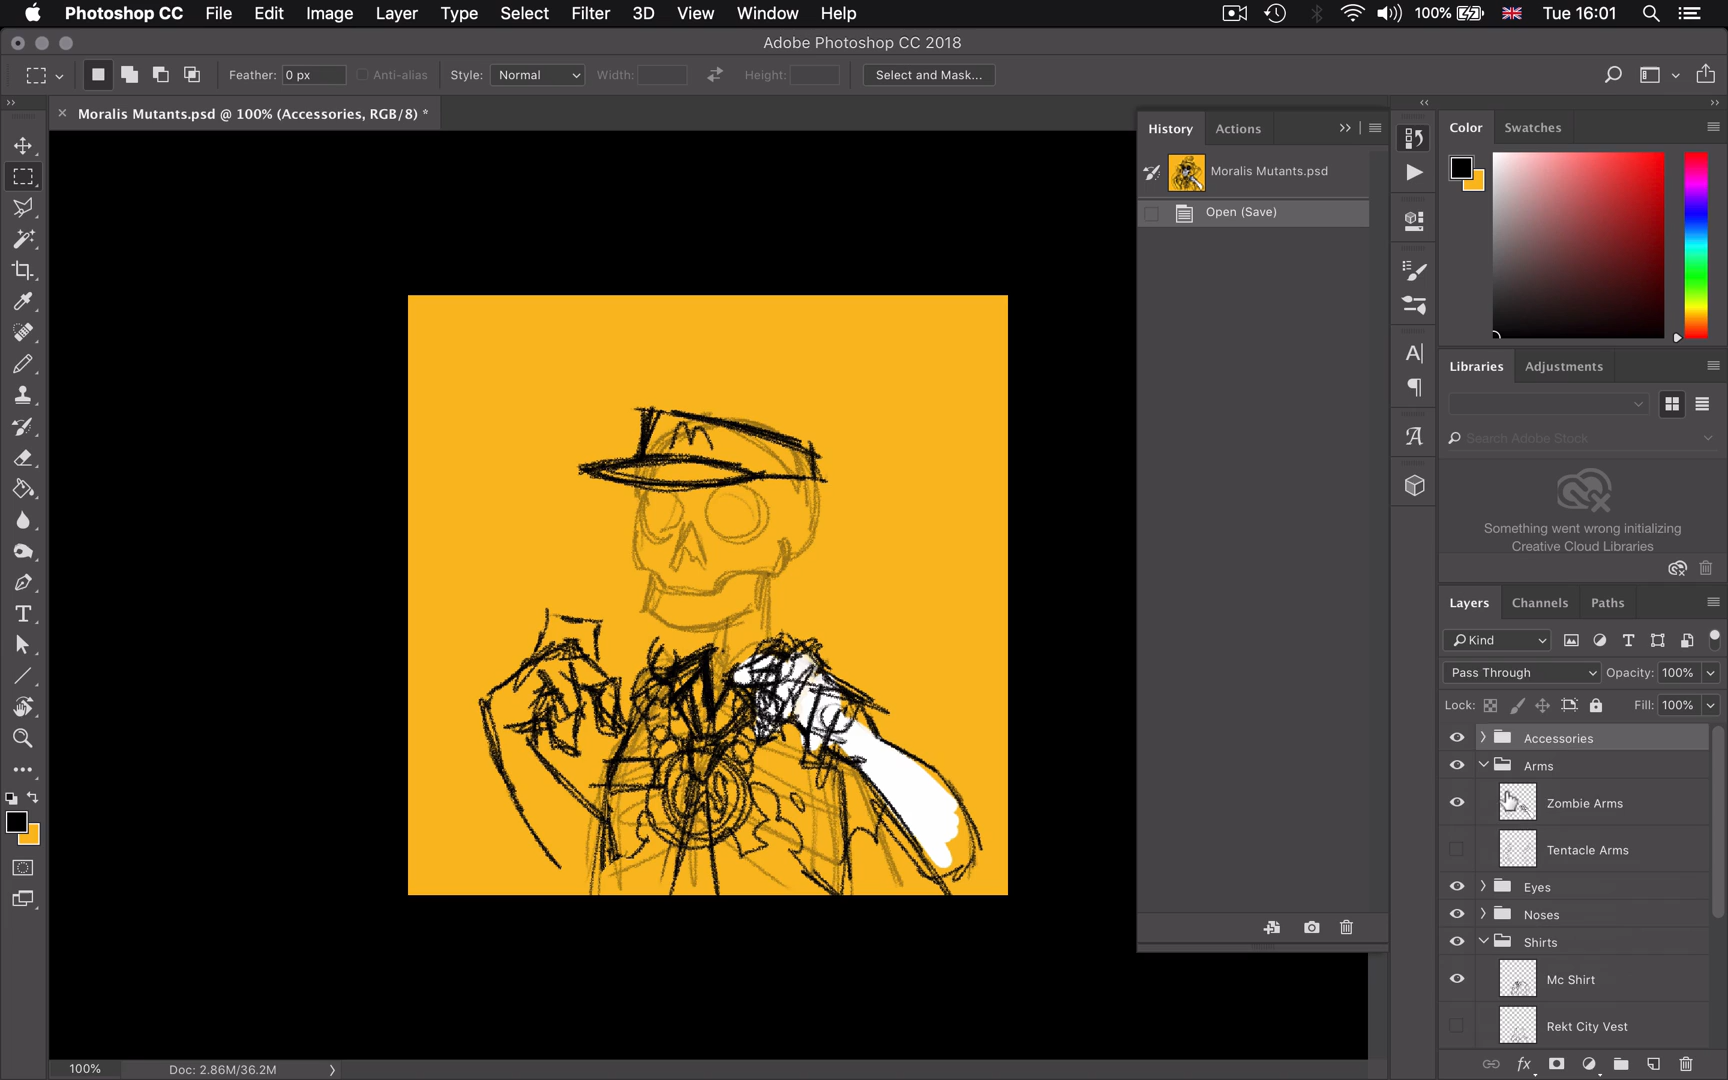 Photoshop CC File Edit Image Layer Type Select Filter 3D View Window Help 100% Tue 16:01
Adobe Photoshop CC 2018
Feather: 0 px Anti-alias Style: Normal Width: Height: Select and Mask...
Moralis Mutants.psd @ 100% (Accessories, RGB/8) *
History Actions
Moralis Mutants.psd
Open (Save)
Color Swatches
Libraries Adjustments
Search Adobe Stock
Something went wrong initializing
Creative Cloud Libraries
Layers Channels Paths
Kind
Pass Through Opacity: 100%
Lock: Fill: 100%
Accessories
Arms
Zombie Arms
Tentacle Arms
Eyes
Noses
Shirts
Mc Shirt
Rekt City Vest
M
100% Doc: 2.86M/36.2M